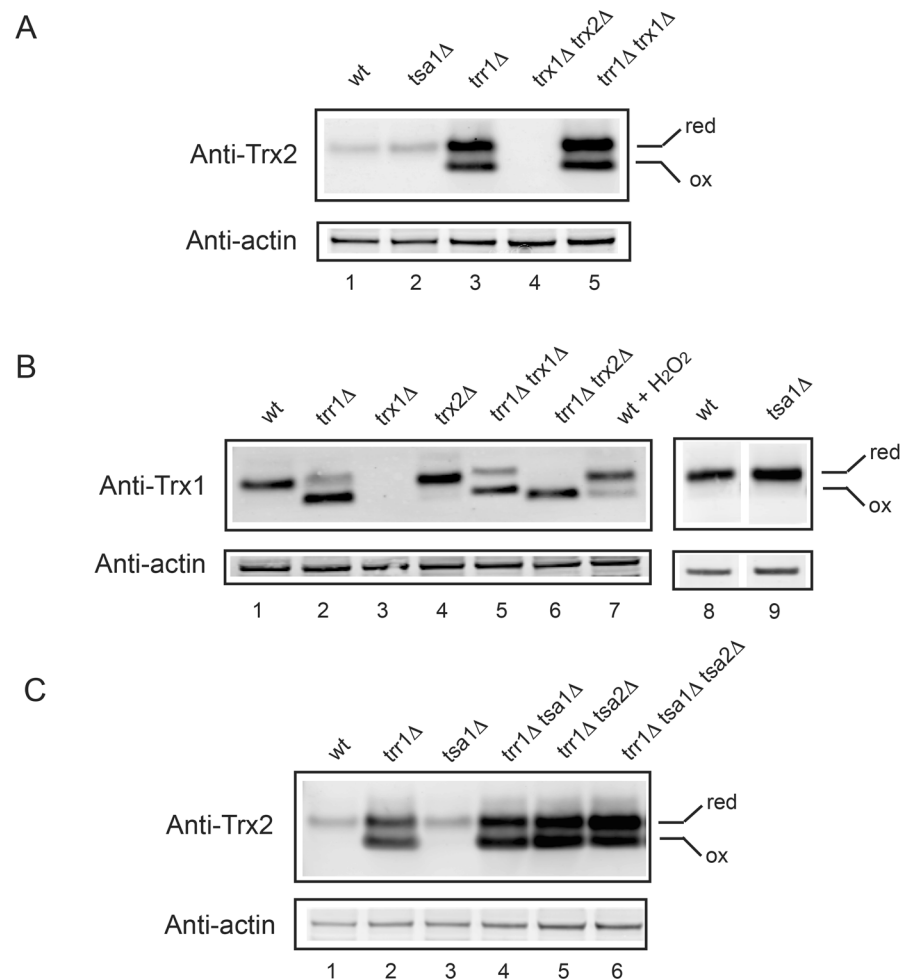 A
wt
tsa1Δ
trr1Δ
trx1Δ trx2Δ
trr1Δ trx1Δ
Anti-Trx2
red
ox
Anti-actin
1 2 3 4 5
B
wt
trr1Δ
trx1Δ
trx2Δ
trr1Δ trx1Δ
trr1Δ trx2Δ
wt + H₂O₂
wt
tsa1Δ
Anti-Trx1
red
ox
Anti-actin
1 2 3 4 5 6 7 8 9
C
wt
trr1Δ
tsa1Δ
trr1Δ tsa1Δ
trr1Δ tsa2Δ
trr1Δ tsa1Δ tsa2Δ
Anti-Trx2
red
ox
Anti-actin
1 2 3 4 5 6